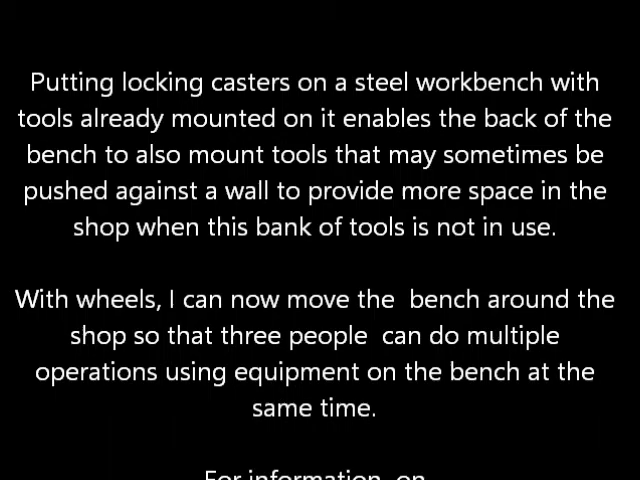 Putting locking casters on a steel workbench with
tools already mounted on it enables the back of the
bench to also mount tools that may sometimes be
pushed against a wall to provide more space in the
shop when this bank of tools is not in use.
With wheels, I can now move the  bench around the
shop so that three people  can do multiple
operations using equipment on the bench at the
same time.
For information  on